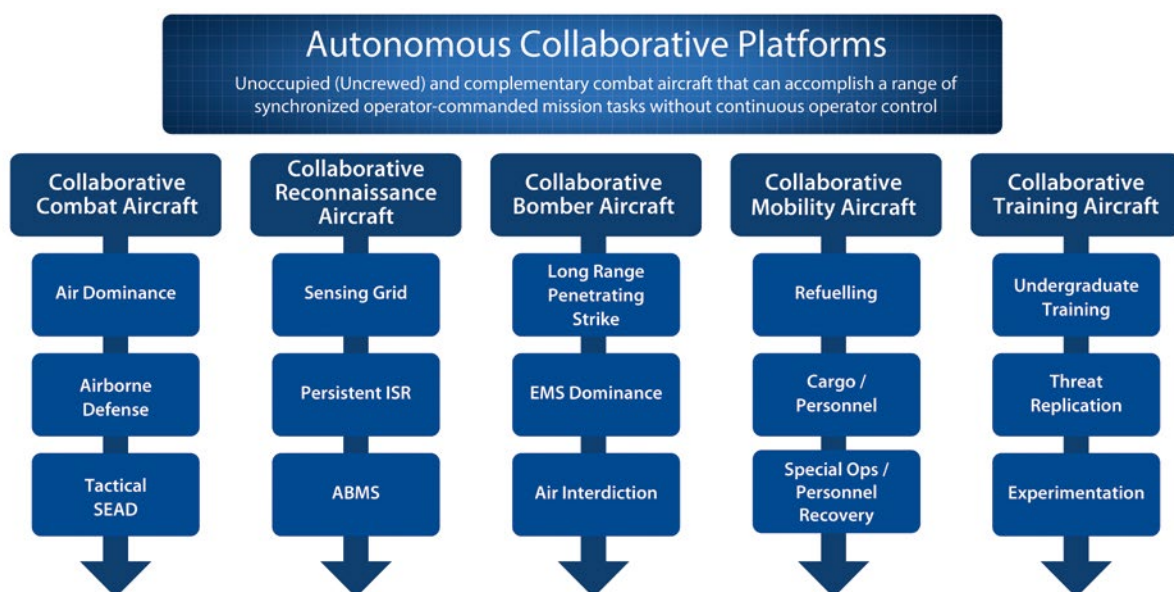 Autonomous Collaborative Platforms
Unoccupied (Uncrewed) and complementary combat aircraft that can accomplish a range of
synchronized operator-commanded mission tasks without continuous operator control
Collaborative
Combat Aircraft
Air Dominance
Airborne
Defense
Tactical
SEAD
Collaborative
Reconnaissance
Aircraft
Sensing Grid
Persistent ISR
ABMS
Collaborative
Bomber Aircraft
Long Range
Penetrating
Strike
EMS Dominance
Air Interdiction
Collaborative
Mobility Aircraft
Refuelling
Cargo /
Personnel
Special Ops /
Personnel
Recovery
Collaborative
Training Aircraft
Undergraduate
Training
Threat
Replication
Experimentation